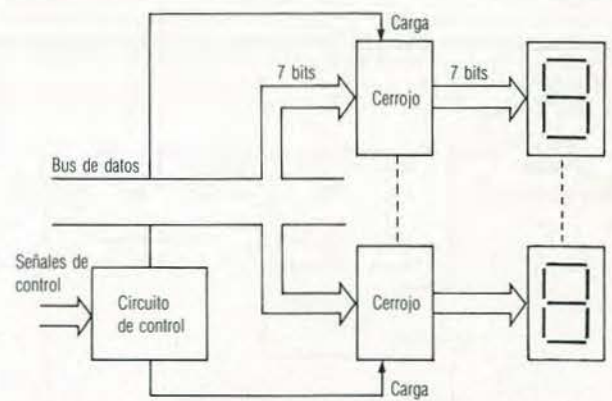 Carga
7 bits
7 bits
Cerrojo
Bus de datos
Señales de
control
Circuito
de control
Cerrojo
Carga